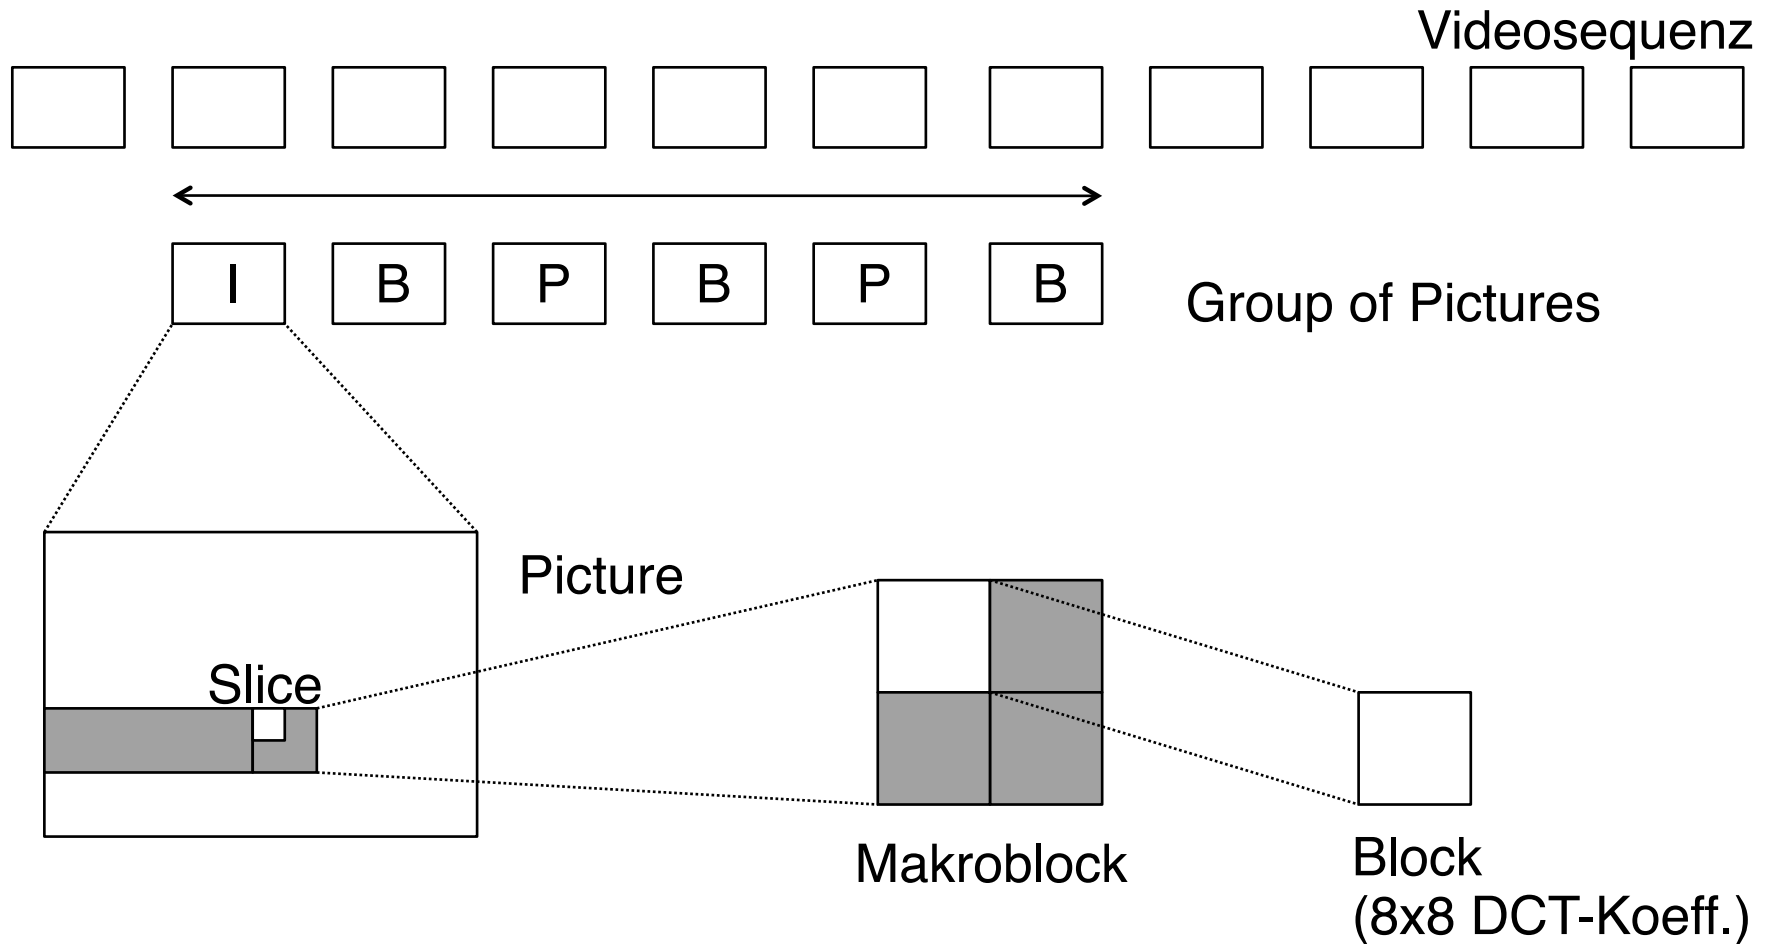 Videosequenz
I B P B P B
Group of Pictures
Picture
Slice
Makroblock
Block
(8x8 DCT-Koeff.)